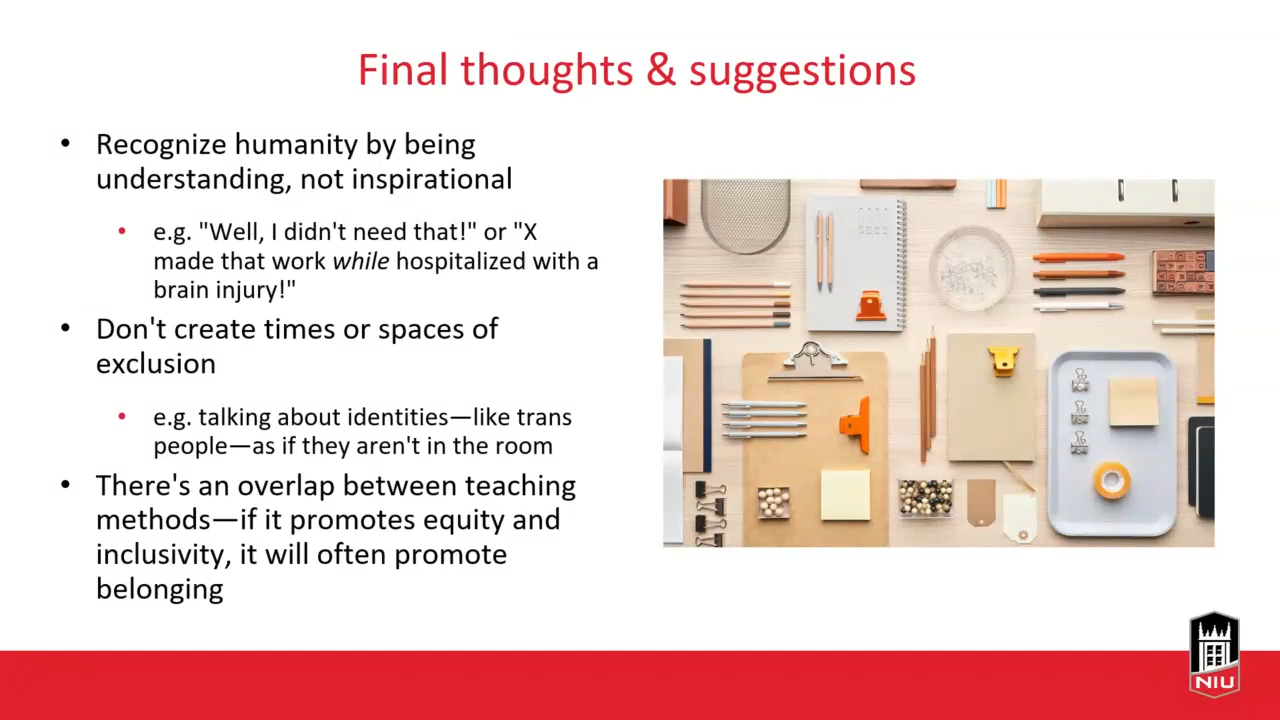 Final thoughts & suggestions
• Recognize humanity by being
understanding, not inspirational
• e.g. "Well, I didn't need that!" or "X
made that work while hospitalized with a
brain injury!"
• Don't create times or spaces of
exclusion
• e.g. talking about identities—like trans
people—as if they aren't in the room
• There's an overlap between teaching
methods—if it promotes equity and
inclusivity, it will often promote
belonging
NIU